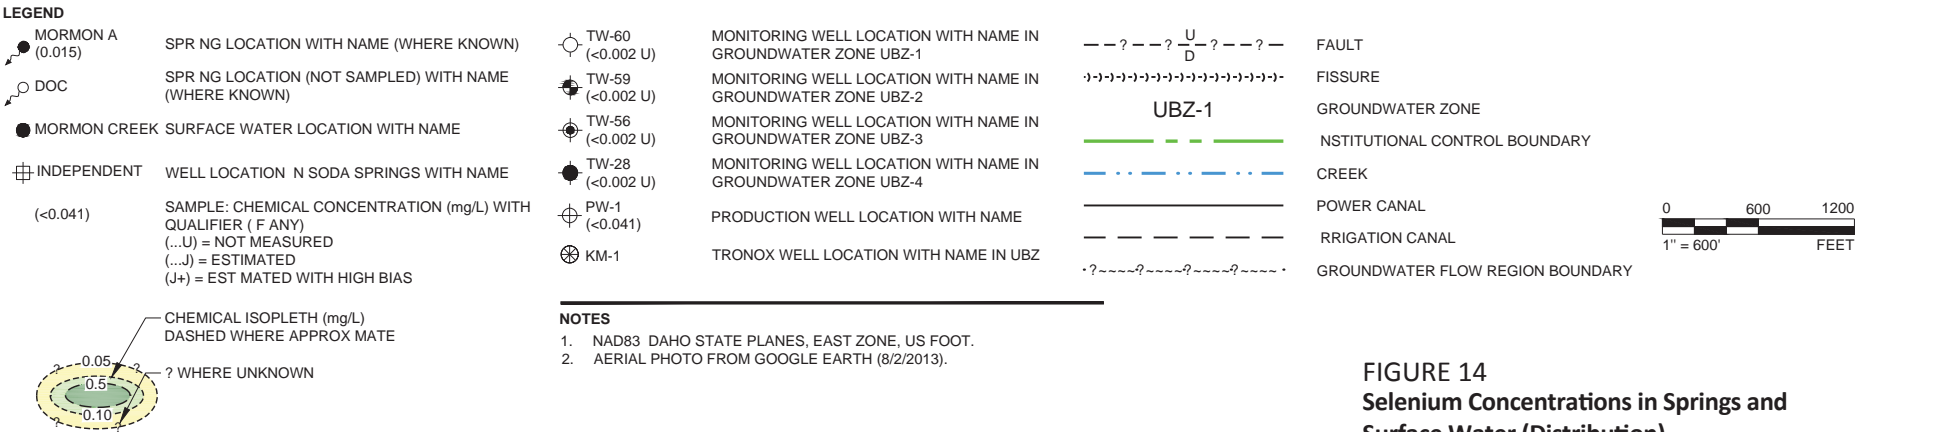 LEGEND
MORMON A
(0.015)
SPR NG LOCATION WITH NAME (WHERE KNOWN)
DOC
SPR NG LOCATION (NOT SAMPLED) WITH NAME
(WHERE KNOWN)
MORMON CREEK
SURFACE WATER LOCATION WITH NAME
INDEPENDENT
WELL LOCATION N SODA SPRINGS WITH NAME
(<0.041)
SAMPLE: CHEMICAL CONCENTRATION (mg/L) WITH
QUALIFIER ( F ANY)
(...U) = NOT MEASURED
(...J) = ESTIMATED
(J+) = EST MATED WITH HIGH BIAS
CHEMICAL ISOPLETH (mg/L)
DASHED WHERE APPROX MATE
? WHERE UNKNOWN
? 0.05 ?
0.5
0.10
? ?
TW-60
(<0.002 U)
MONITORING WELL LOCATION WITH NAME IN
GROUNDWATER ZONE UBZ-1
TW-59
(<0.002 U)
MONITORING WELL LOCATION WITH NAME IN
GROUNDWATER ZONE UBZ-2
TW-56
(<0.002 U)
MONITORING WELL LOCATION WITH NAME IN
GROUNDWATER ZONE UBZ-3
TW-28
(<0.002 U)
MONITORING WELL LOCATION WITH NAME IN
GROUNDWATER ZONE UBZ-4
PW-1
(<0.041)
PRODUCTION WELL LOCATION WITH NAME
KM-1
TRONOX WELL LOCATION WITH NAME IN UBZ
NOTES
1. NAD83 DAHO STATE PLANES, EAST ZONE, US FOOT.
2. AERIAL PHOTO FROM GOOGLE EARTH (8/2/2013).
U
? ? ? ?
D
FAULT
FISSURE
UBZ-1
GROUNDWATER ZONE
NSTITUTIONAL CONTROL BOUNDARY
CREEK
POWER CANAL
RRIGATION CANAL
?~~~~?~~~~?~~~~?~~~~
GROUNDWATER FLOW REGION BOUNDARY
0 600 1200
1" = 600' FEET
FIGURE 14
Selenium Concentrations in Springs and
Surface Water (Distribution)